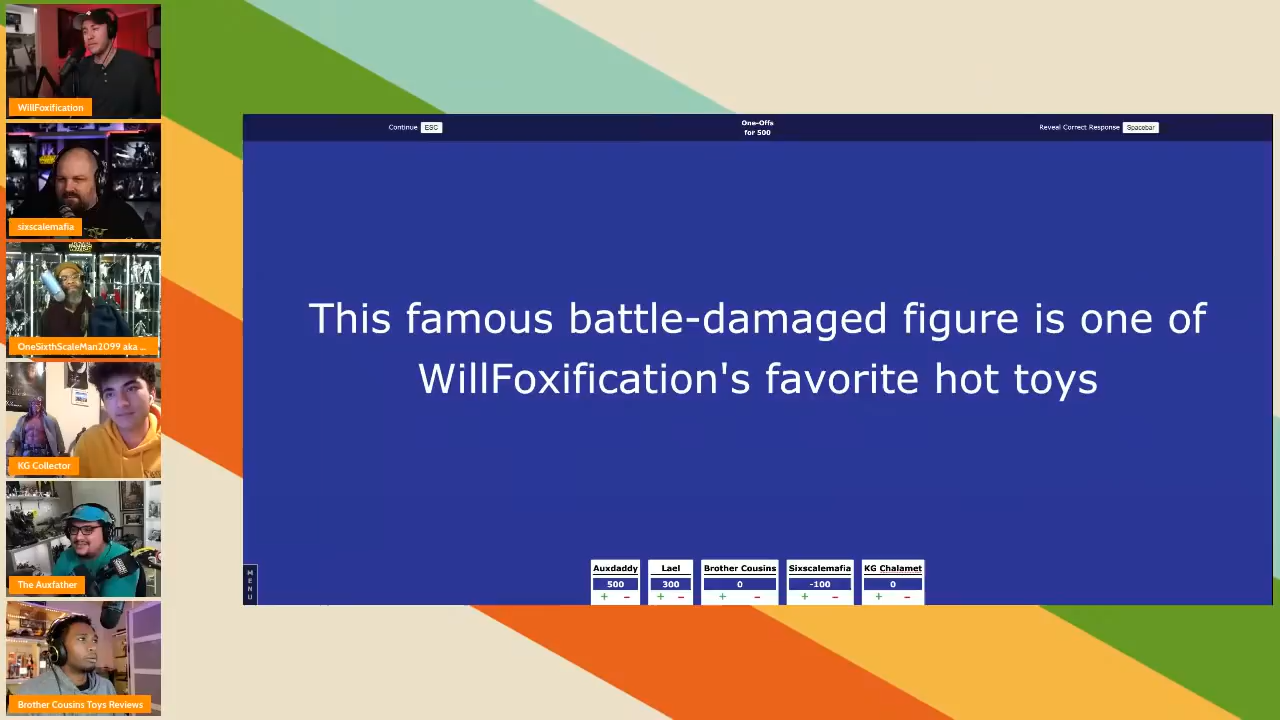 WillFoxification
sixscalemafia
OneSixthScaleMan2099 aka ...
KG Collector
The Auxfather
Brother Cousins Toys Reviews
Continue ESC
One-Offs
for 500
Reveal Correct Response Spacebar
This famous battle-damaged figure is one of
WillFoxification's favorite hot toys
MENU
Auxdaddy Lael Brother Cousins Sixscalemafia KG Chalamet
500 300 0 -100 0
+ − + − + − + − + −